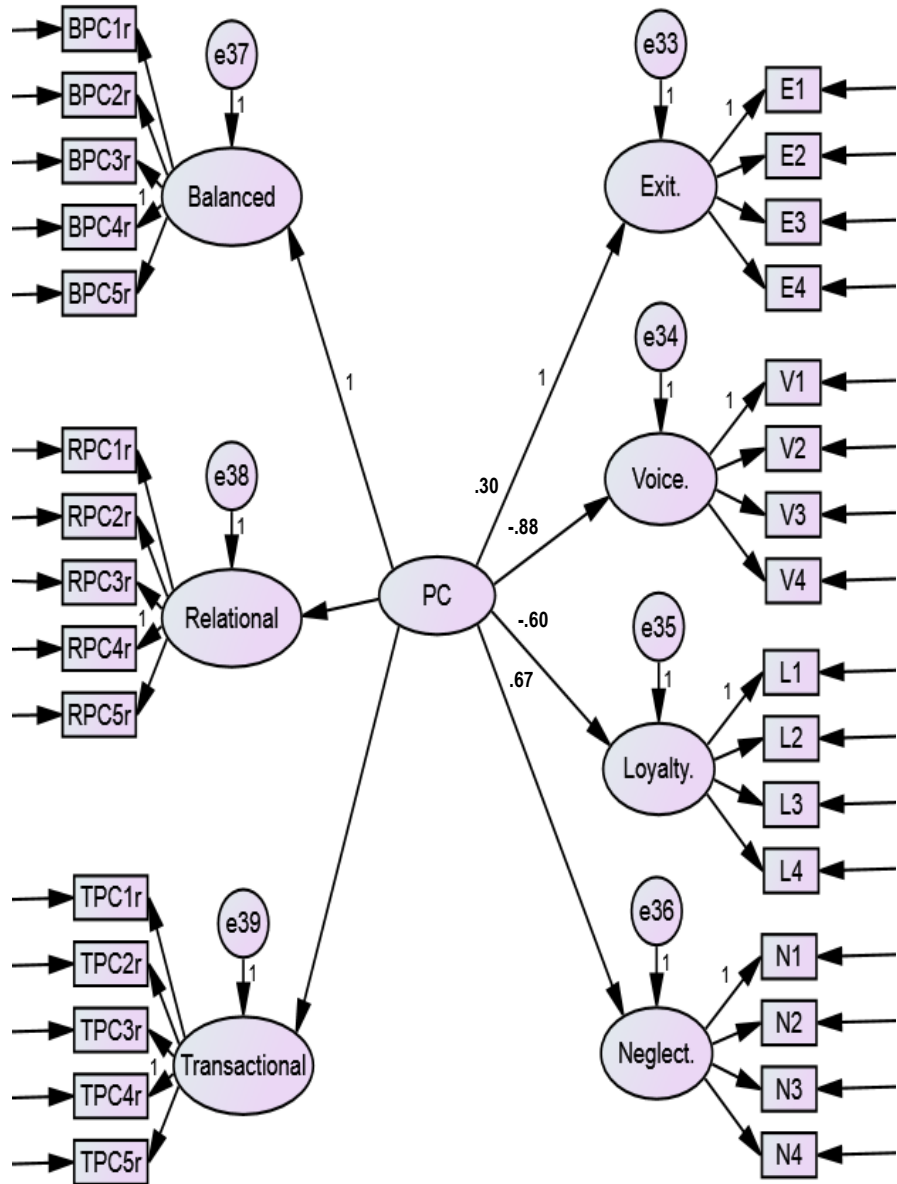 BPC1r
BPC2r
BPC3r
BPC4r
BPC5r
e37
1
Balanced
1
1
RPC1r
RPC2r
RPC3r
RPC4r
RPC5r
e38
1
Relational
1
TPC1r
TPC2r
TPC3r
TPC4r
TPC5r
e39
1
Transactional
1
PC
.30
-.88
-.60
.67
1
e33
1
Exit.
1
E1
E2
E3
E4
e34
1
Voice.
1
V1
V2
V3
V4
e35
1
Loyalty.
1
L1
L2
L3
L4
e36
1
Neglect.
1
N1
N2
N3
N4